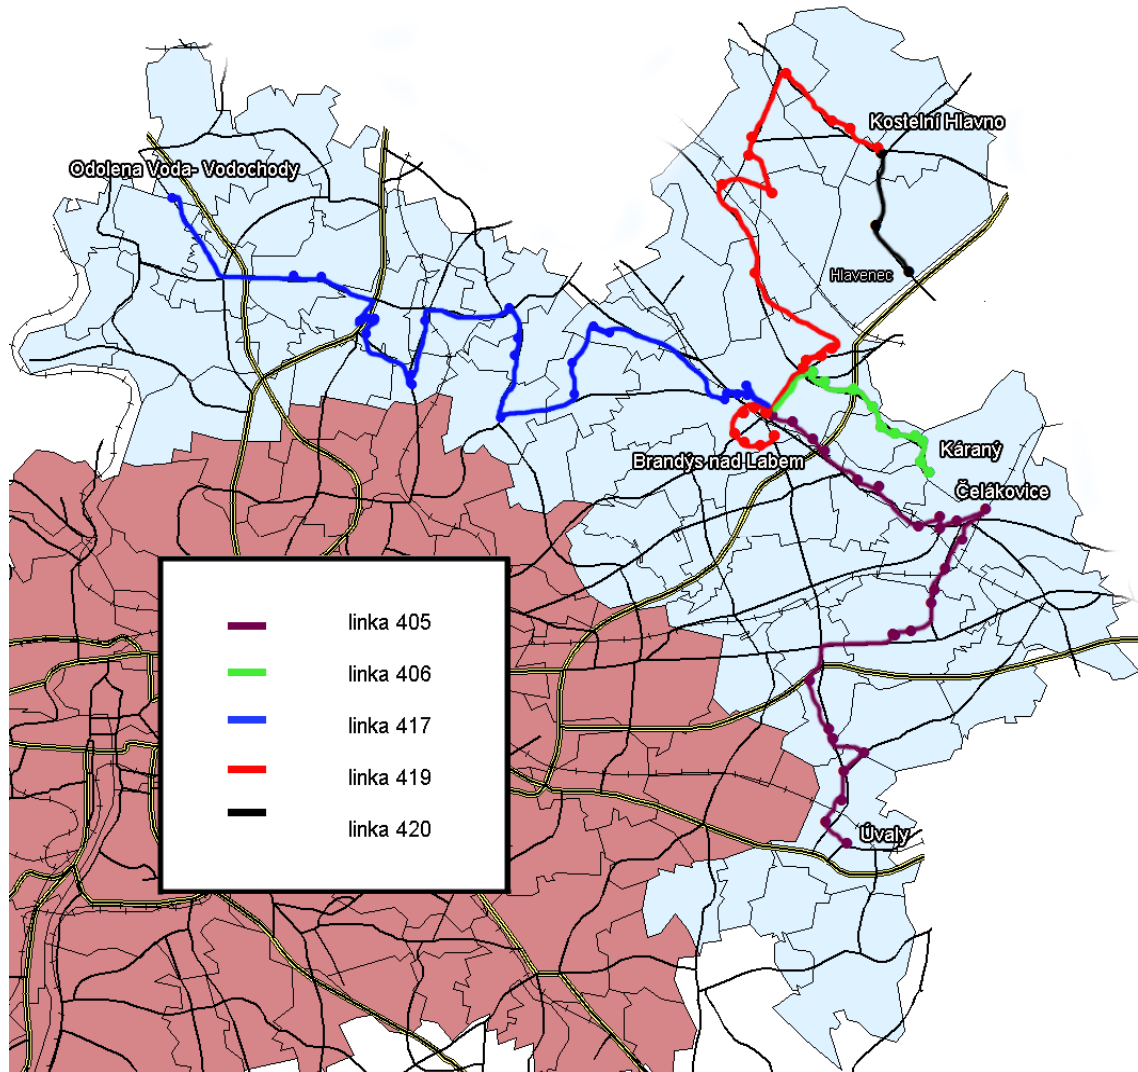 Kostelní Hlavno
Odolena Voda- Vodochody
Hlavenec
Káraný
Brandýs nad Labem
Čelákovice
linka 405
linka 406
linka 417
linka 419
linka 420
Úvaly